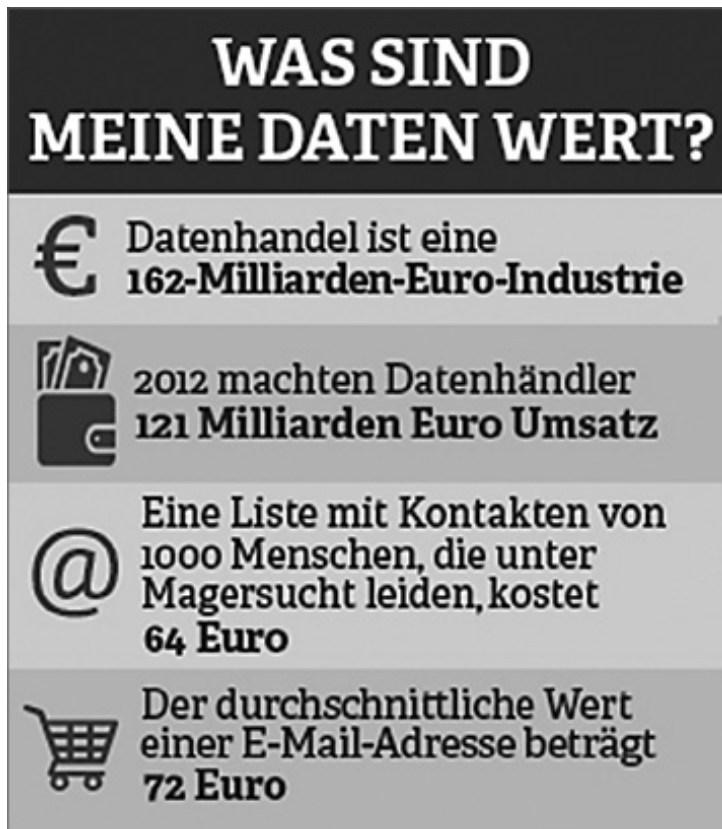 WAS SIND
MEINE DATEN WERT?
€ Datenhandel ist eine
162-Milliarden-Euro-Industrie
2012 machten Datenhändler
121 Milliarden Euro Umsatz
@ Eine Liste mit Kontakten von
1000 Menschen, die unter
Magersucht leiden, kostet
64 Euro
Der durchschnittliche Wert
einer E-Mail-Adresse beträgt
72 Euro